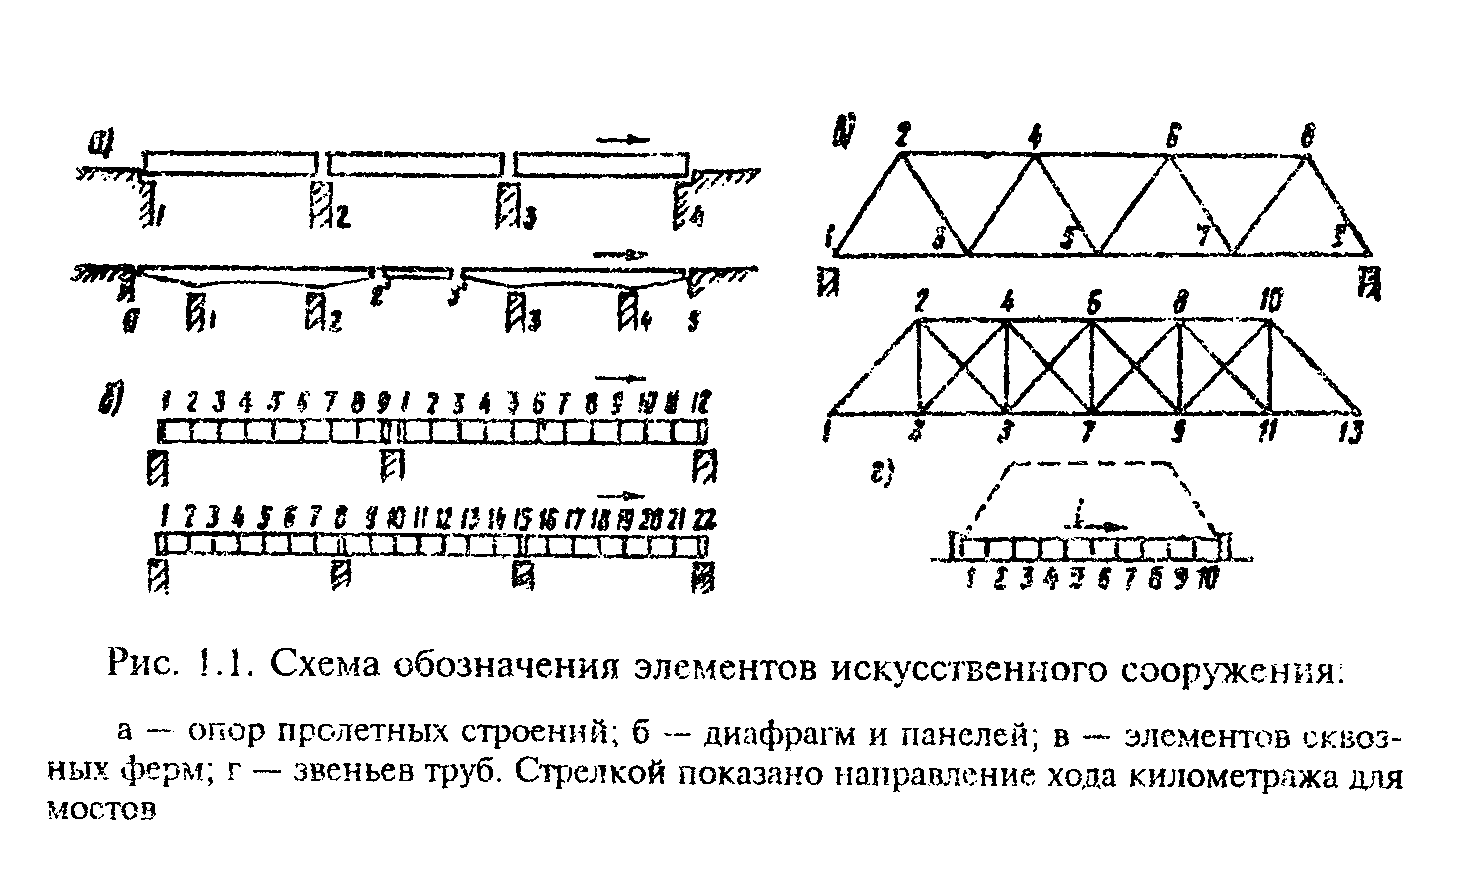 а)
1 2 3 4
2 3
0 1 2 3 4 5
б)
1 2 3 4 5 6 7 8 9 1 2 3 4 5 6 7 8 9 10 11 12
1 2 3 4 5 6 7 8 9 10 11 12 13 14 15 16 17 18 19 20 21 22
в)
2 4 6 8
1 3 5 7 9
2 4 6 8 10
1 3 7 9 11 13
г)
i
1 2 3 4 5 6 7 8 9 10
Рис. 1.1. Схема обозначения элементов искусственного сооружения:
а — опор пролетных строений; б — диафрагм и панелей; в — элементов сквоз-
ных ферм; г — звеньев труб. Стрелкой показано направление хода километража для
мостов